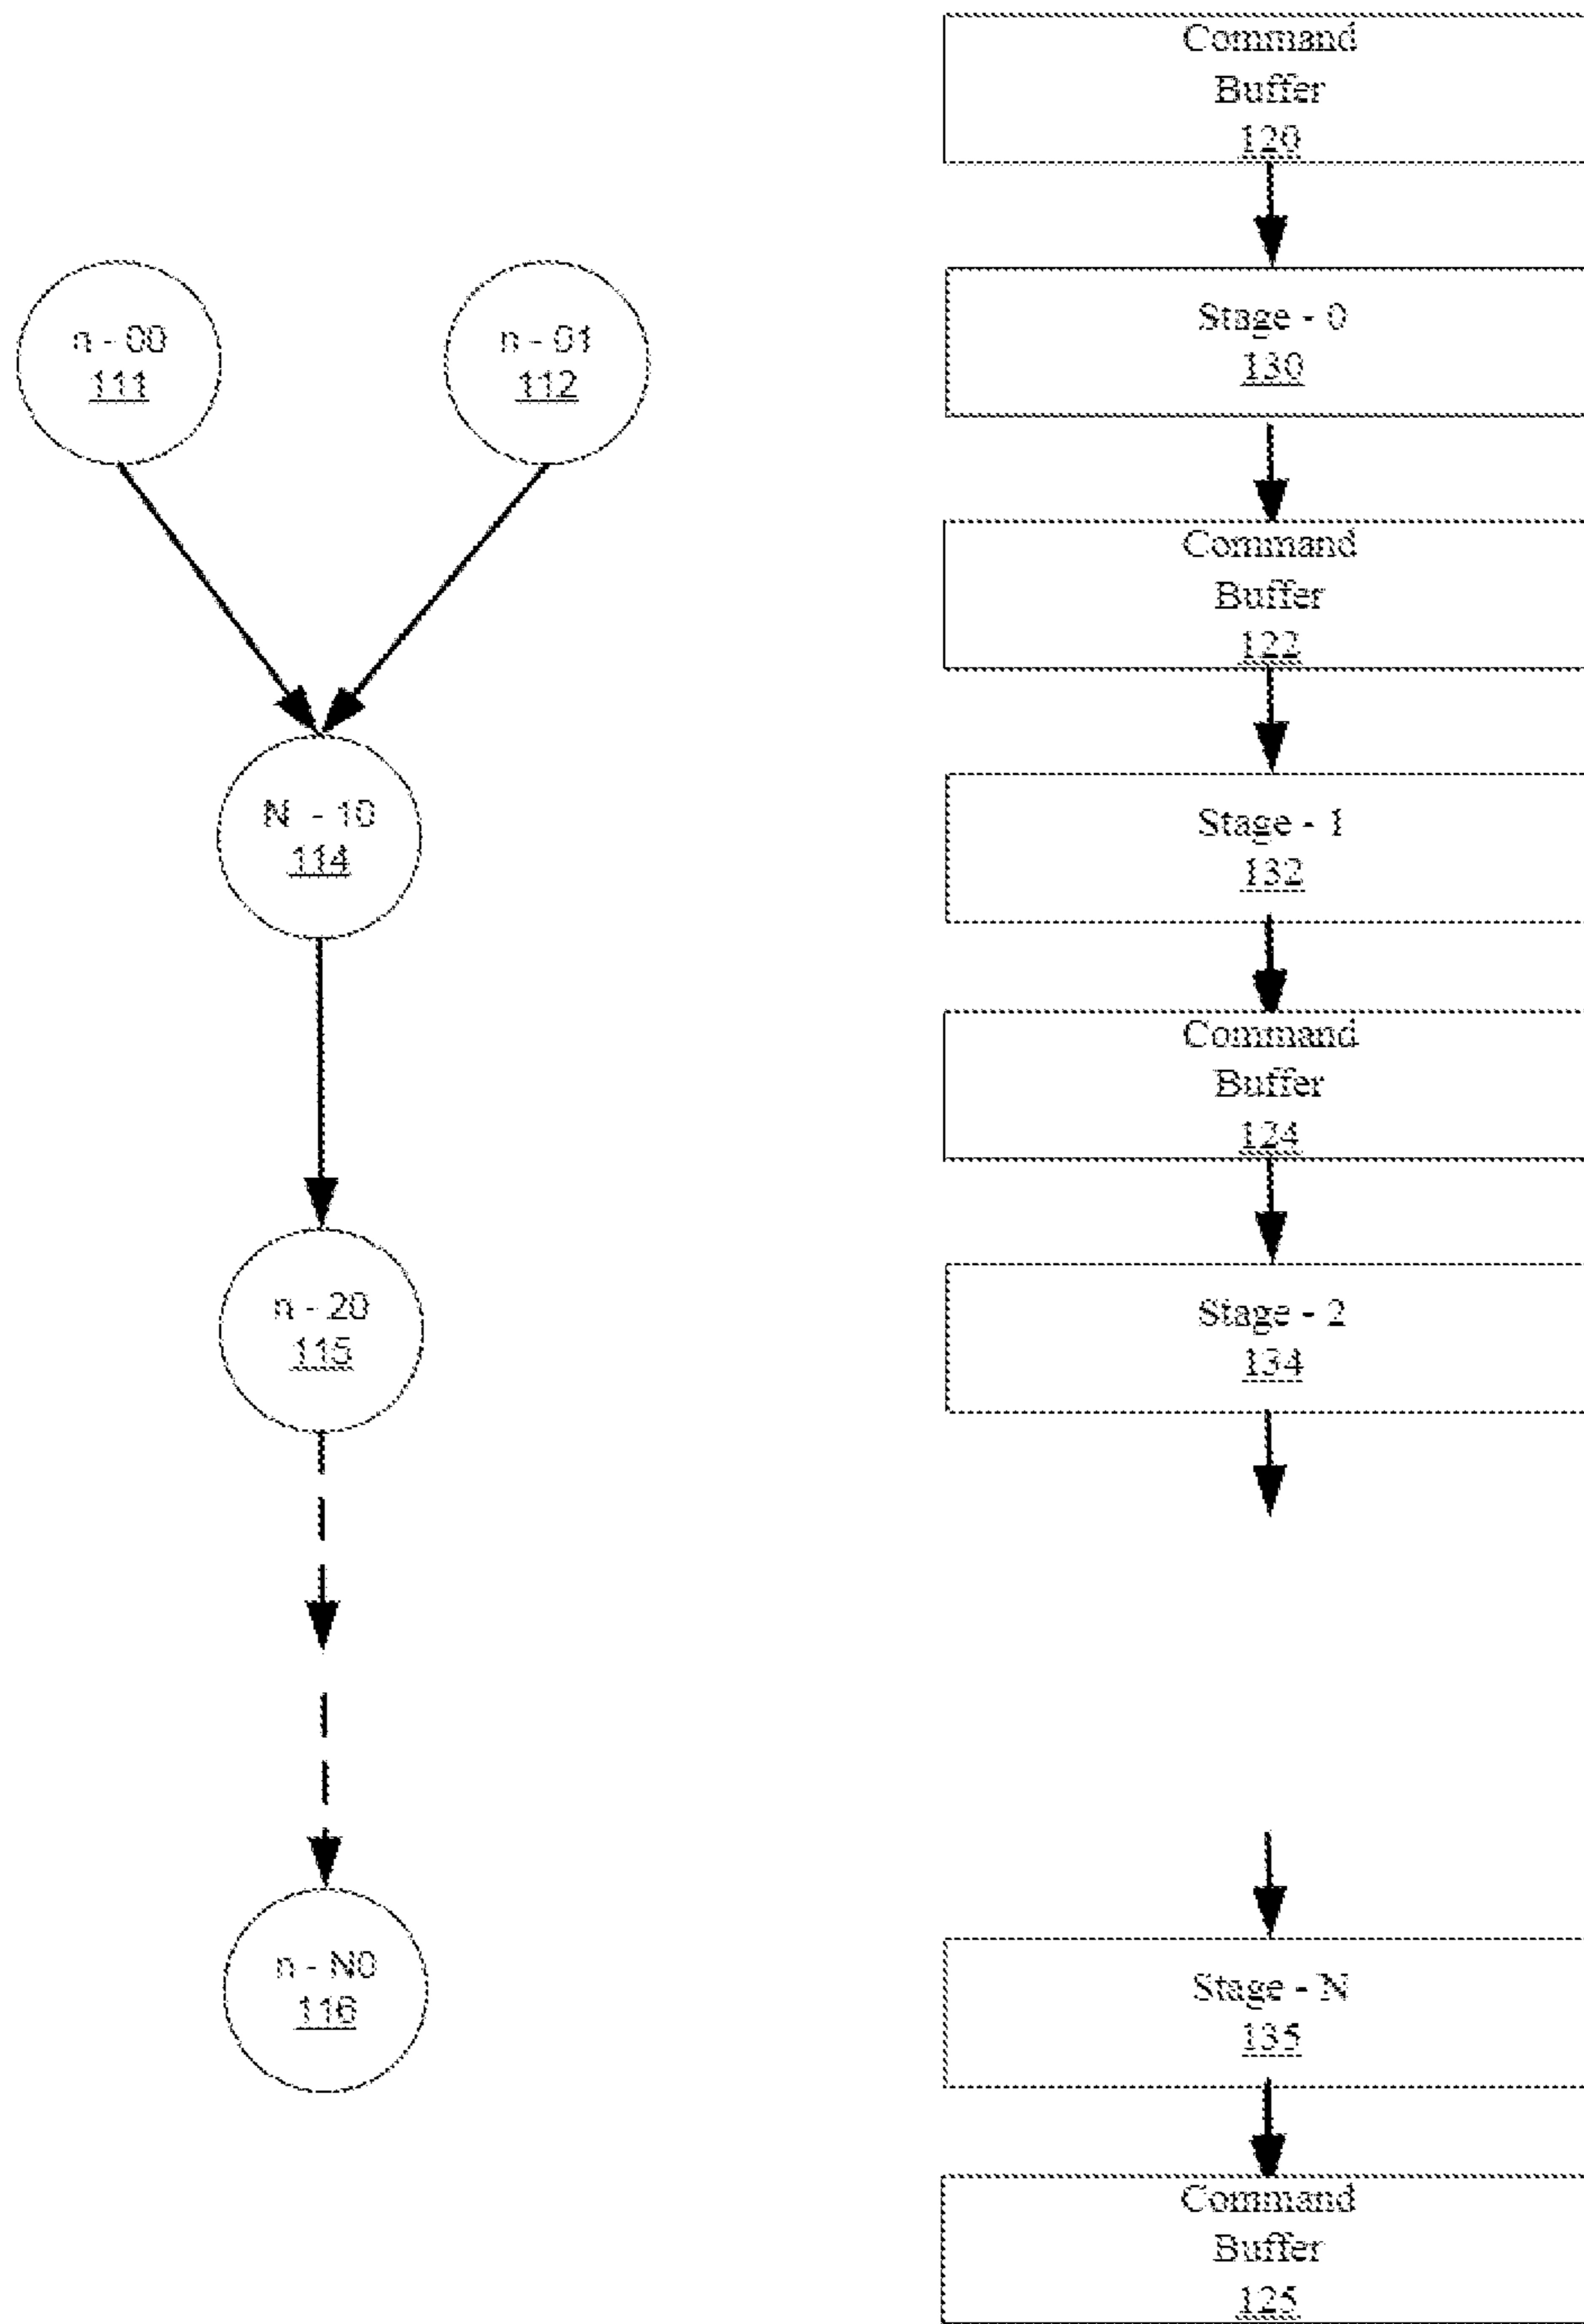 n - 00
111
n - 01
112
N - 10
114
n - 20
115
n - N0
116
Command
Buffer
120
Stage - 0
130
Command
Buffer
122
Stage - 1
132
Command
Buffer
124
Stage - 2
134
Stage - N
135
Command
Buffer
125